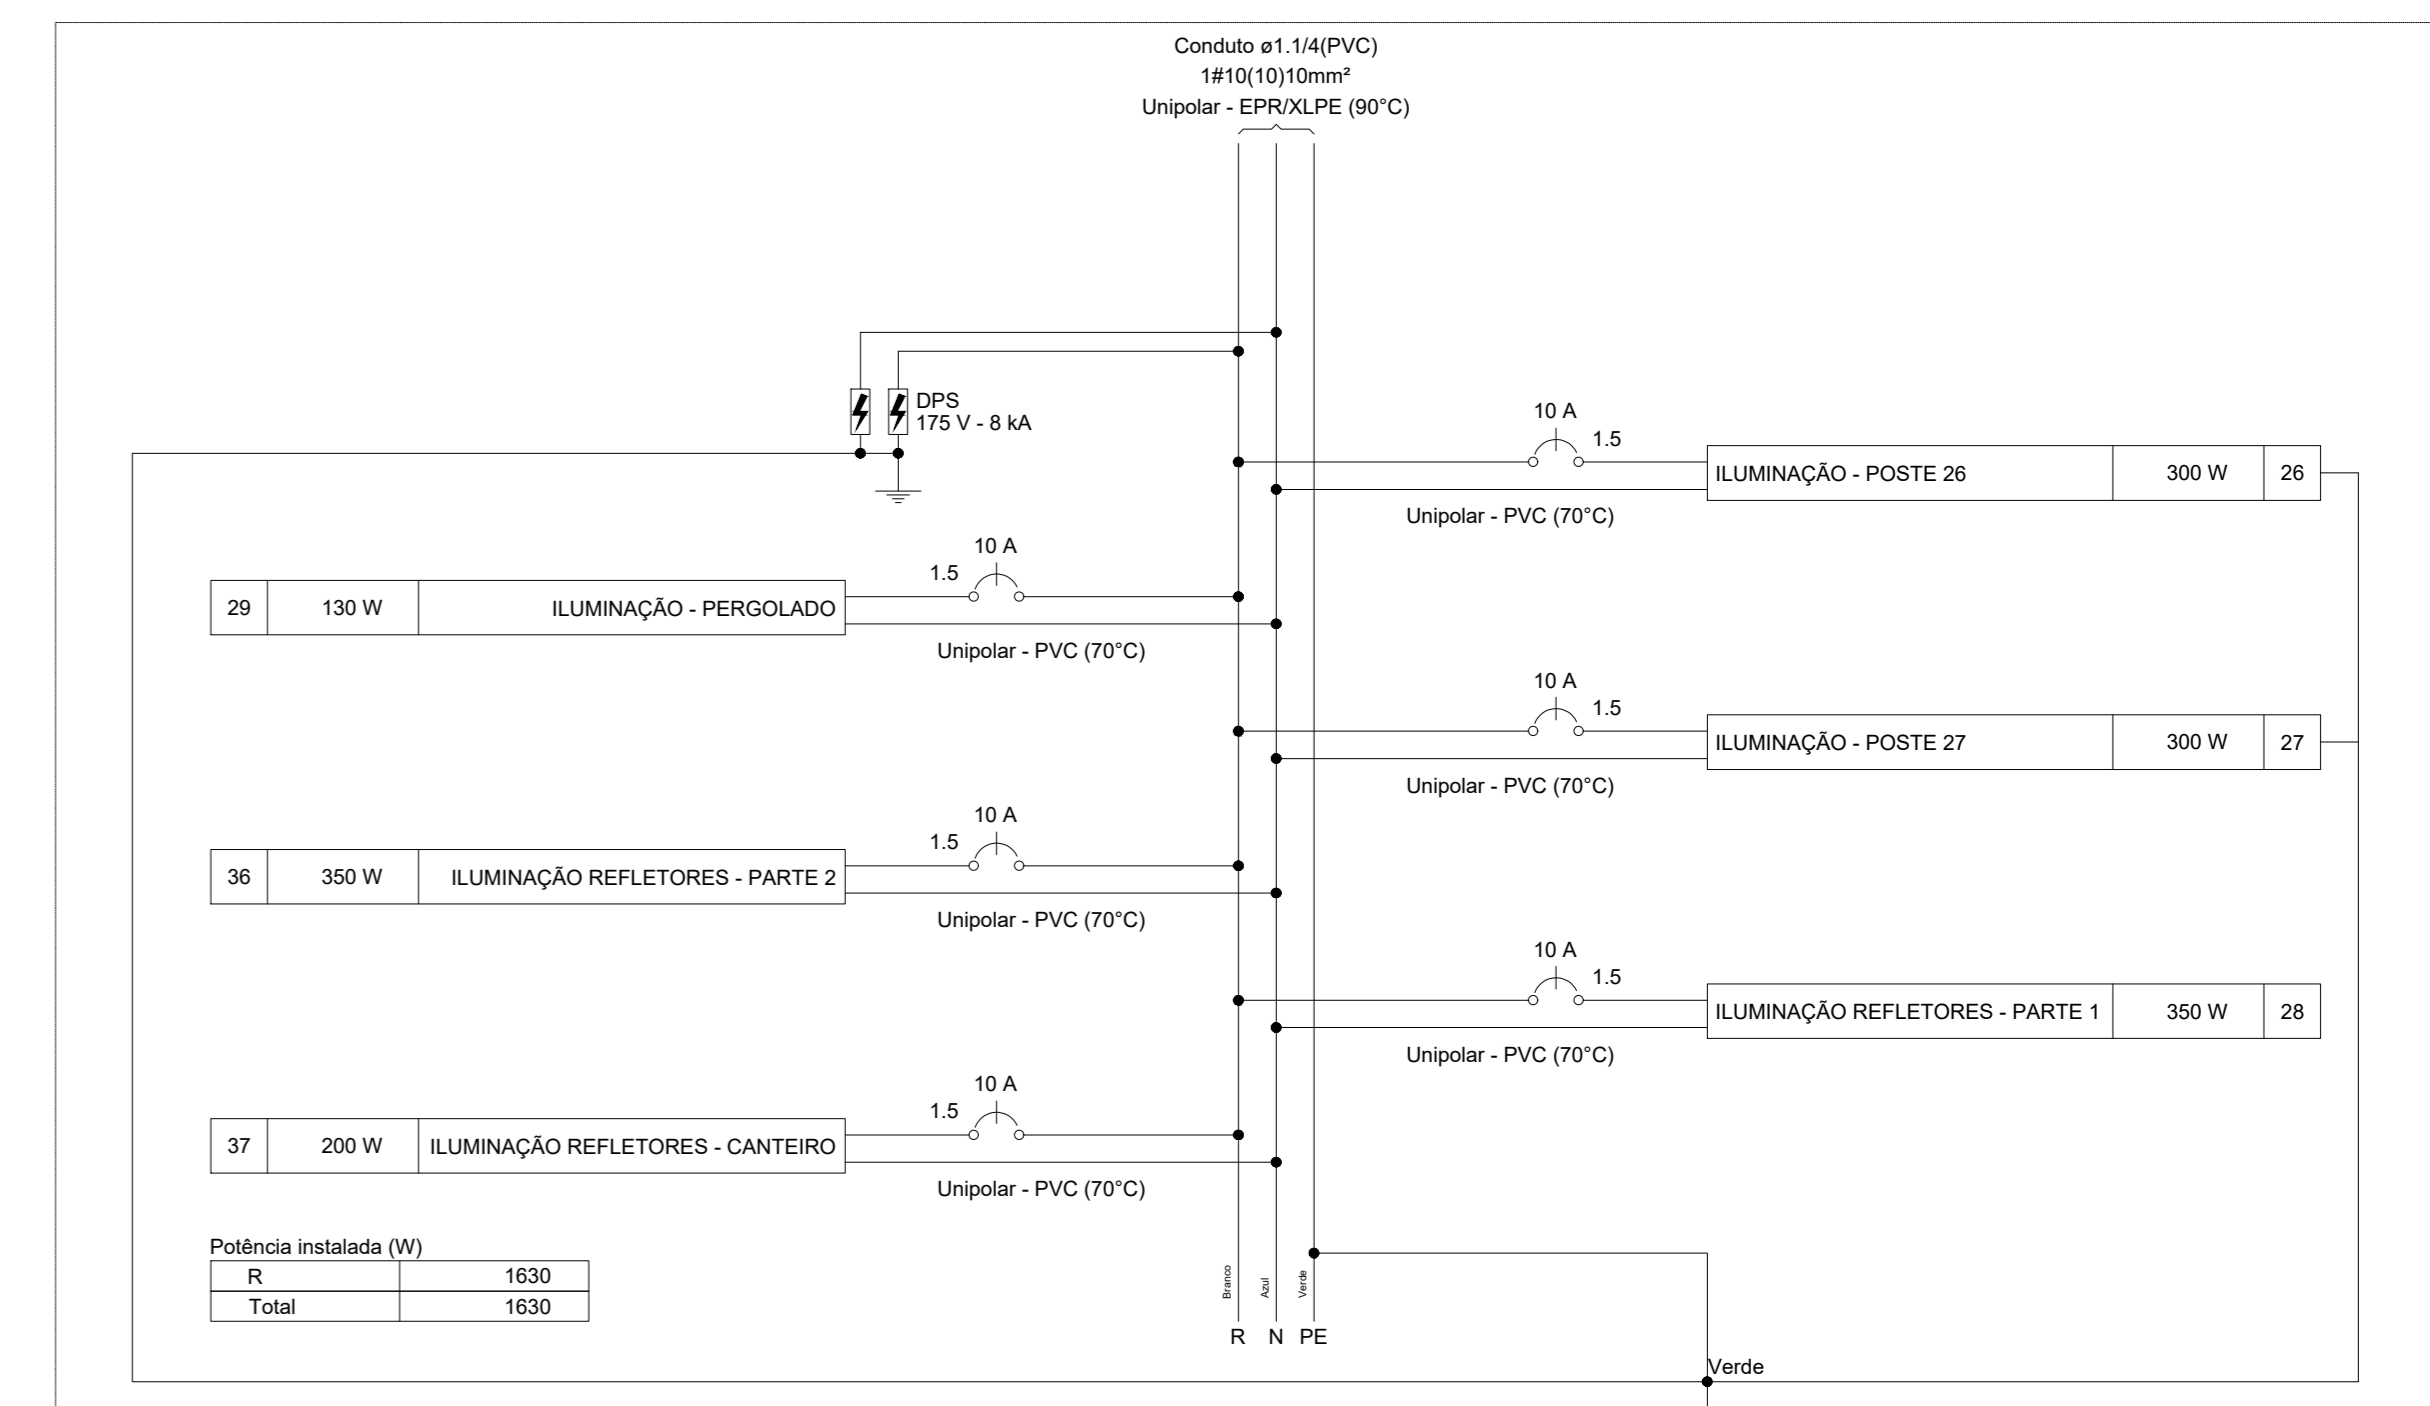 Conduto ø1.1/4(PVC)
1#10(10)10mm²
Unipolar - EPR/XLPE (90°C)
DPS
175 V - 8 kA
10 A
1.5
ILUMINAÇÃO - POSTE 26 300 W 26
Unipolar - PVC (70°C)
10 A
1.5
29 130 W ILUMINAÇÃO - PERGOLADO
Unipolar - PVC (70°C)
10 A
1.5
ILUMINAÇÃO - POSTE 27 300 W 27
Unipolar - PVC (70°C)
10 A
1.5
36 350 W ILUMINAÇÃO REFLETORES - PARTE 2
Unipolar - PVC (70°C)
10 A
1.5
ILUMINAÇÃO REFLETORES - PARTE 1 350 W 28
Unipolar - PVC (70°C)
10 A
1.5
37 200 W ILUMINAÇÃO REFLETORES - CANTEIRO
Unipolar - PVC (70°C)
Potência instalada (W)
R 1630
Total 1630
Branco
Azul
Verde
R N PE
Verde